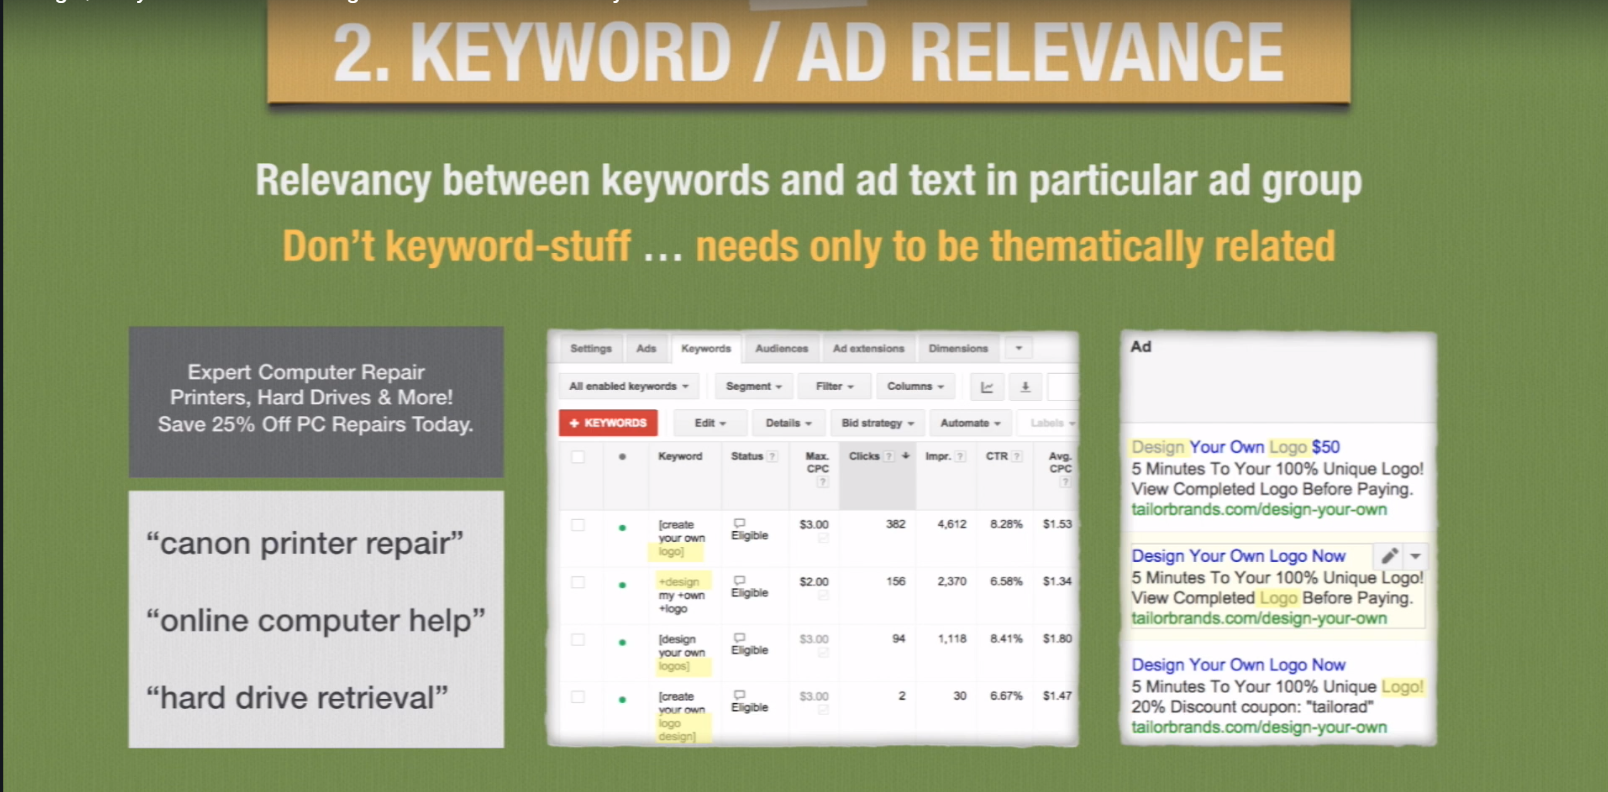 2. KEYWORD / AD RELEVANCE
Relevancy between keywords and ad text in particular ad group
Don’t keyword-stuff ... needs only to be thematically related
Expert Computer Repair
Printers, Hard Drives & More!
Save 25% Off PC Repairs Today.
“canon printer repair”
“online computer help”
“hard drive retrieval”
Settings Ads Keywords Audiences Ad extensions Dimensions
All enabled keywords Segment Filter Columns
+ KEYWORDS Edit Details Bid strategy Automate Labels
Keyword Status ? Max. CPC ? Clicks ? Impr. ? CTR ? Avg. CPC ?
[create your own logo] Eligible $3.00 382 4,612 8.28% $1.53
+design my +own +logo Eligible $2.00 156 2,370 6.58% $1.34
[design your own logos] Eligible $3.00 94 1,118 8.41% $1.80
[create your own logo design] Eligible $3.00 2 30 6.67% $1.47
Ad
Design Your Own Logo $50
5 Minutes To Your 100% Unique Logo!
View Completed Logo Before Paying.
tailorbrands.com/design-your-own
Design Your Own Logo Now
5 Minutes To Your 100% Unique Logo!
View Completed Logo Before Paying.
tailorbrands.com/design-your-own
Design Your Own Logo Now
5 Minutes To Your 100% Unique Logo!
20% Discount coupon: "tailorad"
tailorbrands.com/design-your-own